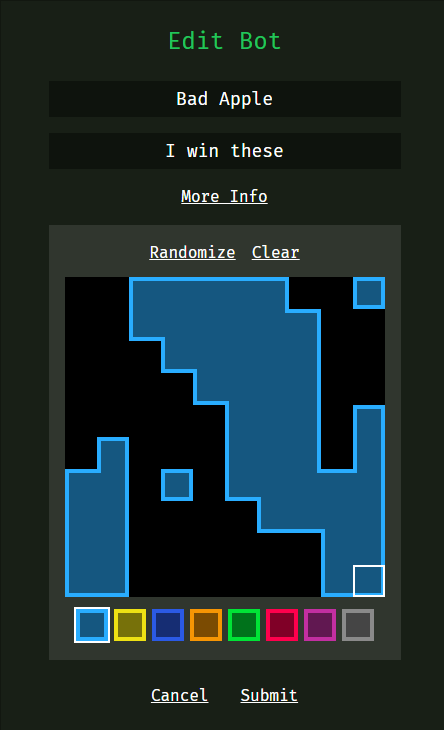 Edit Bot
Bad Apple
I win these
More Info
Randomize Clear
Cancel Submit